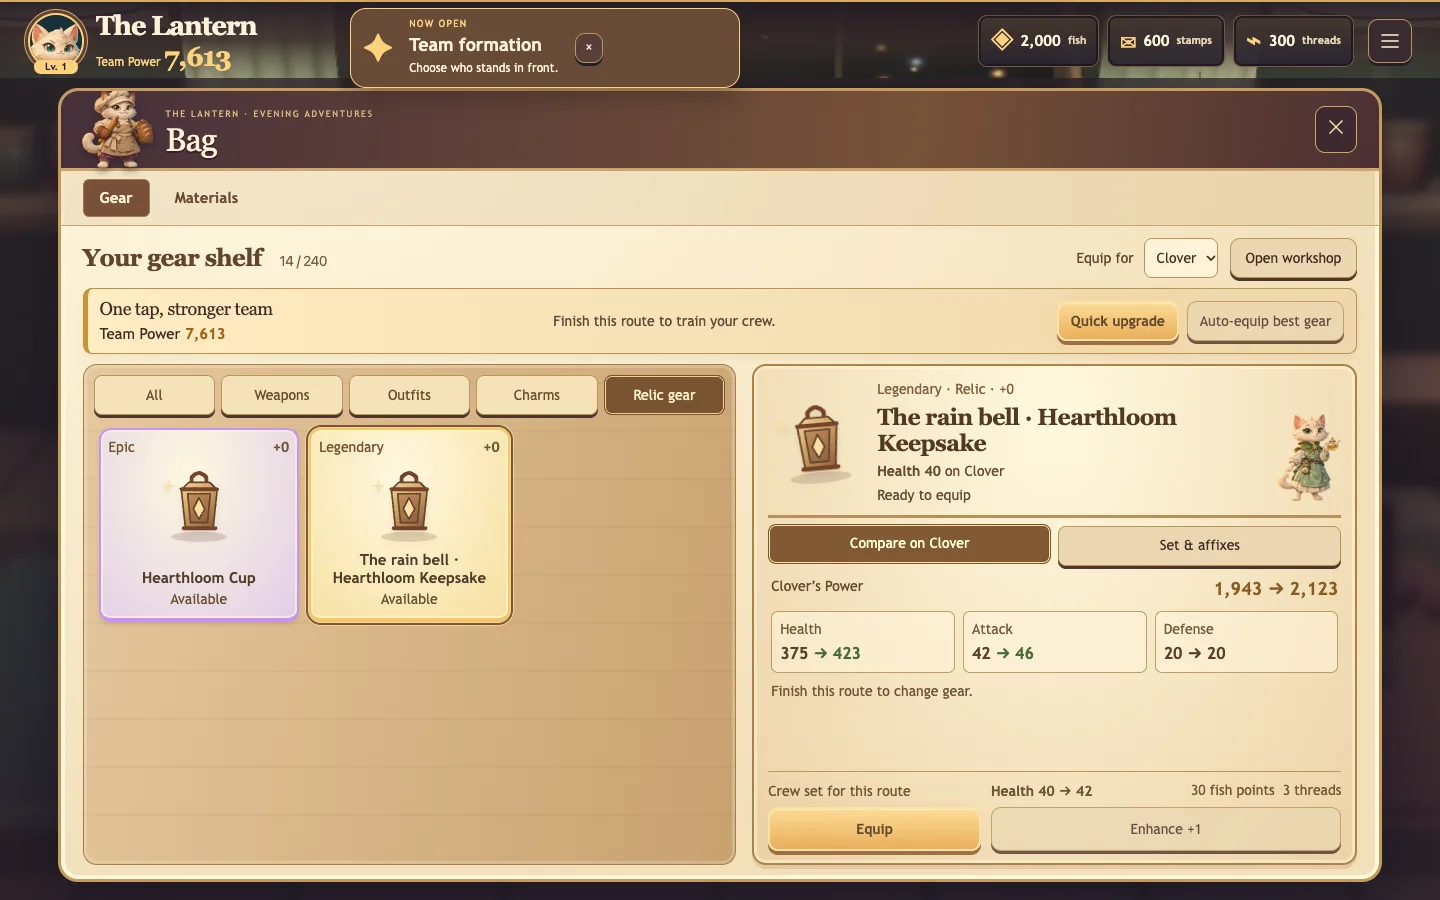 The Lantern
Lv. 1
Team Power 7,613
NOW OPEN
Team formation
Choose who stands in front.
×
2,000 fish
600 stamps
300 threads
THE LANTERN · EVENING ADVENTURES
Bag
Gear
Materials
Your gear shelf 14 / 240
Equip for Clover
Open workshop
One tap, stronger team
Team Power 7,613
Finish this route to train your crew.
Quick upgrade
Auto-equip best gear
All
Weapons
Outfits
Charms
Relic gear
Epic +0
Hearthloom Cup
Available
Legendary +0
The rain bell ·
Hearthloom Keepsake
Available
Legendary · Relic · +0
The rain bell · Hearthloom
Keepsake
Health 40 on Clover
Ready to equip
Compare on Clover
Set & affixes
Clover's Power 1,943 → 2,123
Health
375 → 423
Attack
42 → 46
Defense
20 → 20
Finish this route to change gear.
Crew set for this route
Health 40 → 42
30 fish points 3 threads
Equip
Enhance +1